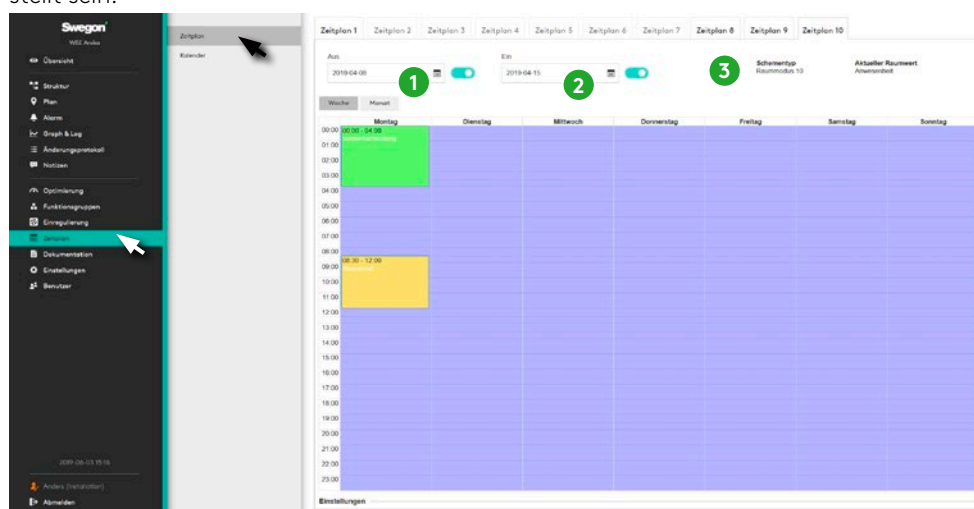 stellt sein.
Swegon
WISE Anders
Übersicht
Struktur
Plan
Alarm
Graph & Log
Änderungsprotokoll
Notizen
Optimierung
Funktionsgruppen
Einregulierung
Zeitplan
Dokumentation
Einstellungen
Benutzer
2019-06-03 15:16
Anders (Installation)
Abmelden
Zeitplan
Kalender
Zeitplan 1 Zeitplan 2 Zeitplan 3 Zeitplan 4 Zeitplan 5 Zeitplan 6 Zeitplan 7 Zeitplan 8 Zeitplan 9 Zeitplan 10
Aus Ein
2019-04-08 1 2019-04-15 2 3
Schementyp Aktueller Raumwert
Raummodus 10 Anwesenheit
Woche Monat
Montag Dienstag Mittwoch Donnerstag Freitag Samstag Sonntag
00:00 00:00 - 04:00
01:00
02:00
03:00
04:00
05:00
06:00
07:00
08:00
08:30 - 12:00
09:00
10:00
11:00
12:00
13:00
14:00
15:00
16:00
17:00
18:00
19:00
20:00
21:00
22:00
23:00
Einstellungen